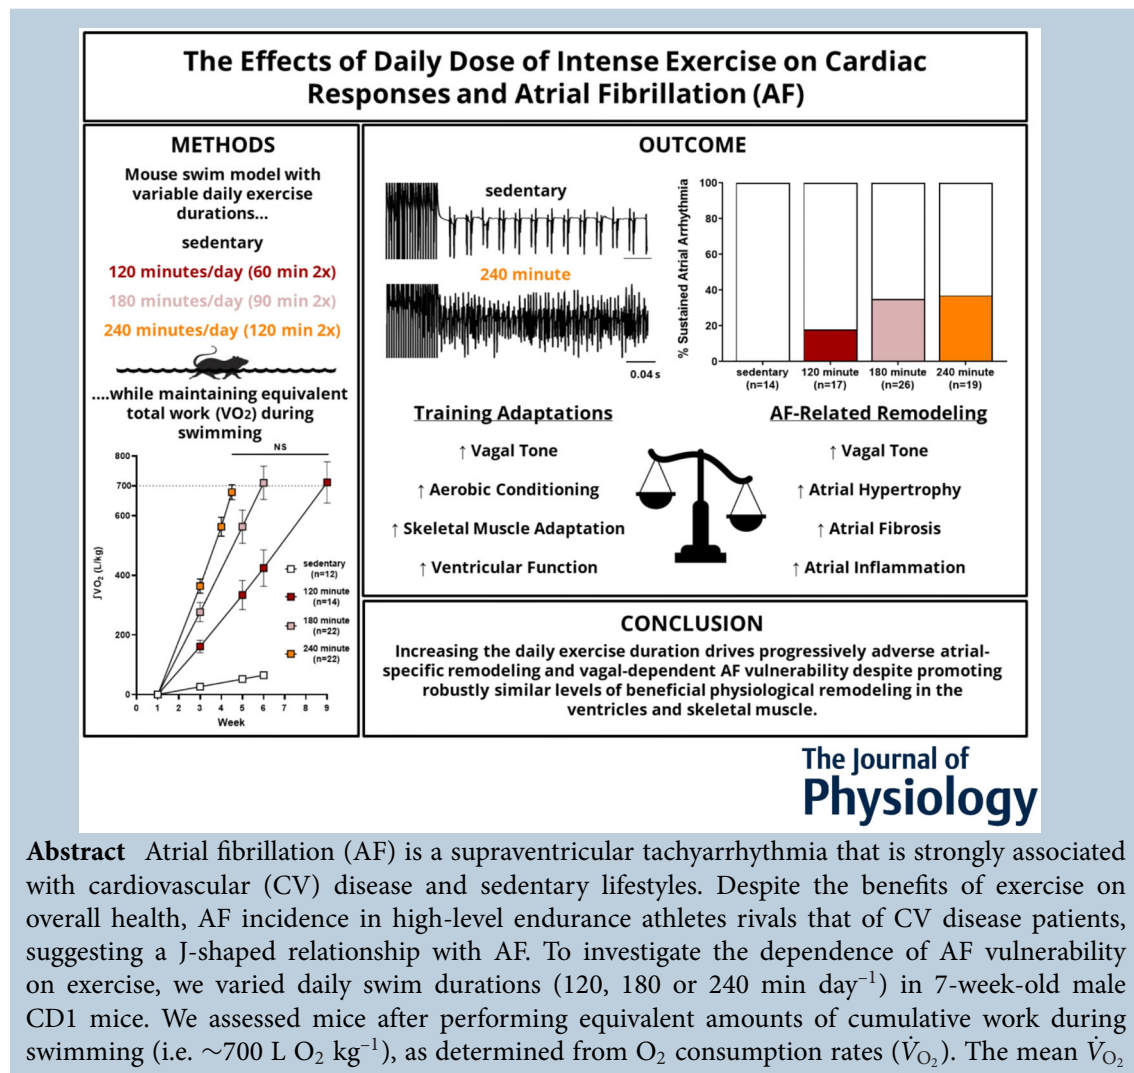 The Effects of Daily Dose of Intense Exercise on Cardiac
Responses and Atrial Fibrillation (AF)
METHODS
Mouse swim model with
variable daily exercise
durations...
sedentary
120 minutes/day (60 min 2x)
180 minutes/day (90 min 2x)
240 minutes/day (120 min 2x)
....while maintaining equivalent
total work (VO2) during
swimming
NS
800
700
600
400
200
0
∫VO₂ (L/kg)
0 1 2 3 4 5 6 7 8 9
Week
sedentary
(n=12)
120 minute
(n=14)
180 minute
(n=22)
240 minute
(n=22)
OUTCOME
sedentary
240 minute
0.04 s
% Sustained Atrial Arrhythmia
100
80
60
40
20
0
sedentary
(n=14)
120 minute
(n=17)
180 minute
(n=26)
240 minute
(n=19)
Training Adaptations
↑ Vagal Tone
↑ Aerobic Conditioning
↑ Skeletal Muscle Adaptation
↑ Ventricular Function
AF-Related Remodeling
↑ Vagal Tone
↑ Atrial Hypertrophy
↑ Atrial Fibrosis
↑ Atrial Inflammation
CONCLUSION
Increasing the daily exercise duration drives progressively adverse atrial-
specific remodeling and vagal-dependent AF vulnerability despite promoting
robustly similar levels of beneficial physiological remodeling in the
ventricles and skeletal muscle.
The Journal of
Physiology
Abstract Atrial fibrillation (AF) is a supraventricular tachyarrhythmia that is strongly associated
with cardiovascular (CV) disease and sedentary lifestyles. Despite the benefits of exercise on
overall health, AF incidence in high-level endurance athletes rivals that of CV disease patients,
suggesting a J-shaped relationship with AF. To investigate the dependence of AF vulnerability
on exercise, we varied daily swim durations (120, 180 or 240 min day⁻¹) in 7-week-old male
CD1 mice. We assessed mice after performing equivalent amounts of cumulative work during
swimming (i.e. ∼700 L O₂ kg⁻¹), as determined from O₂ consumption rates (V̇O₂). The mean V̇O₂